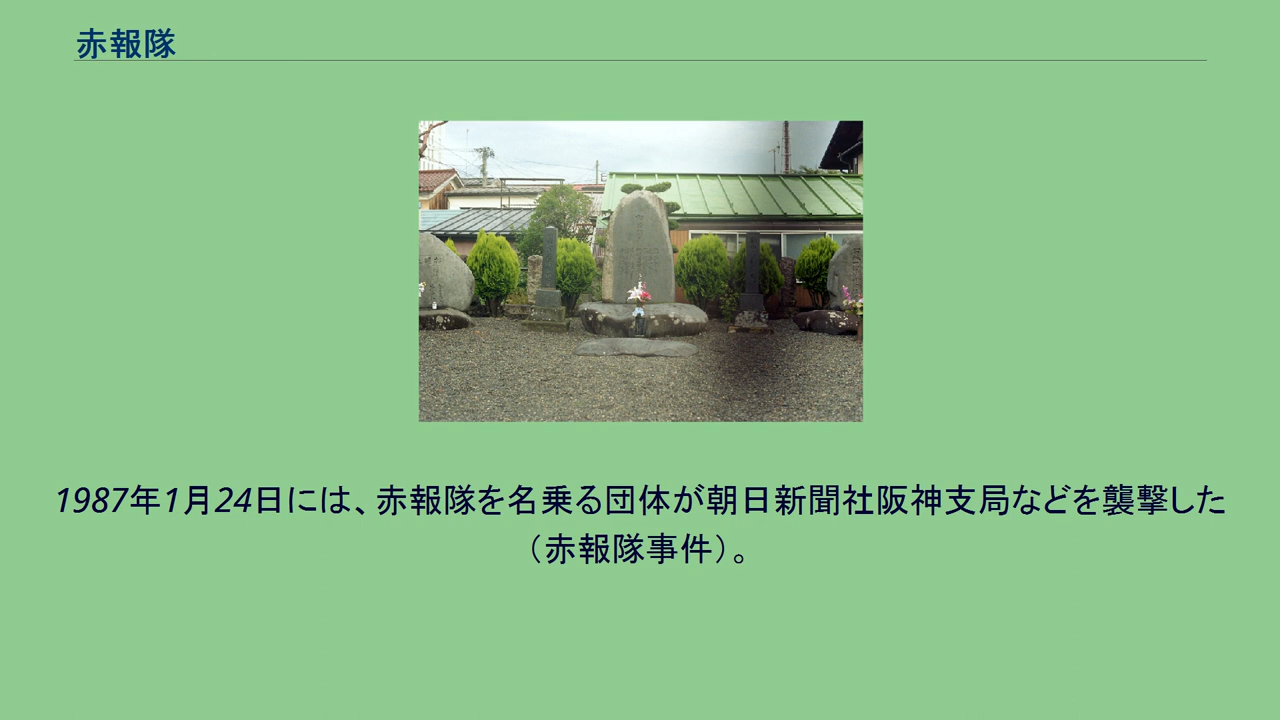 赤報隊
1987年1月24日には、赤報隊を名乗る団体が朝日新聞社阪神支局などを襲撃した
（赤報隊事件）。